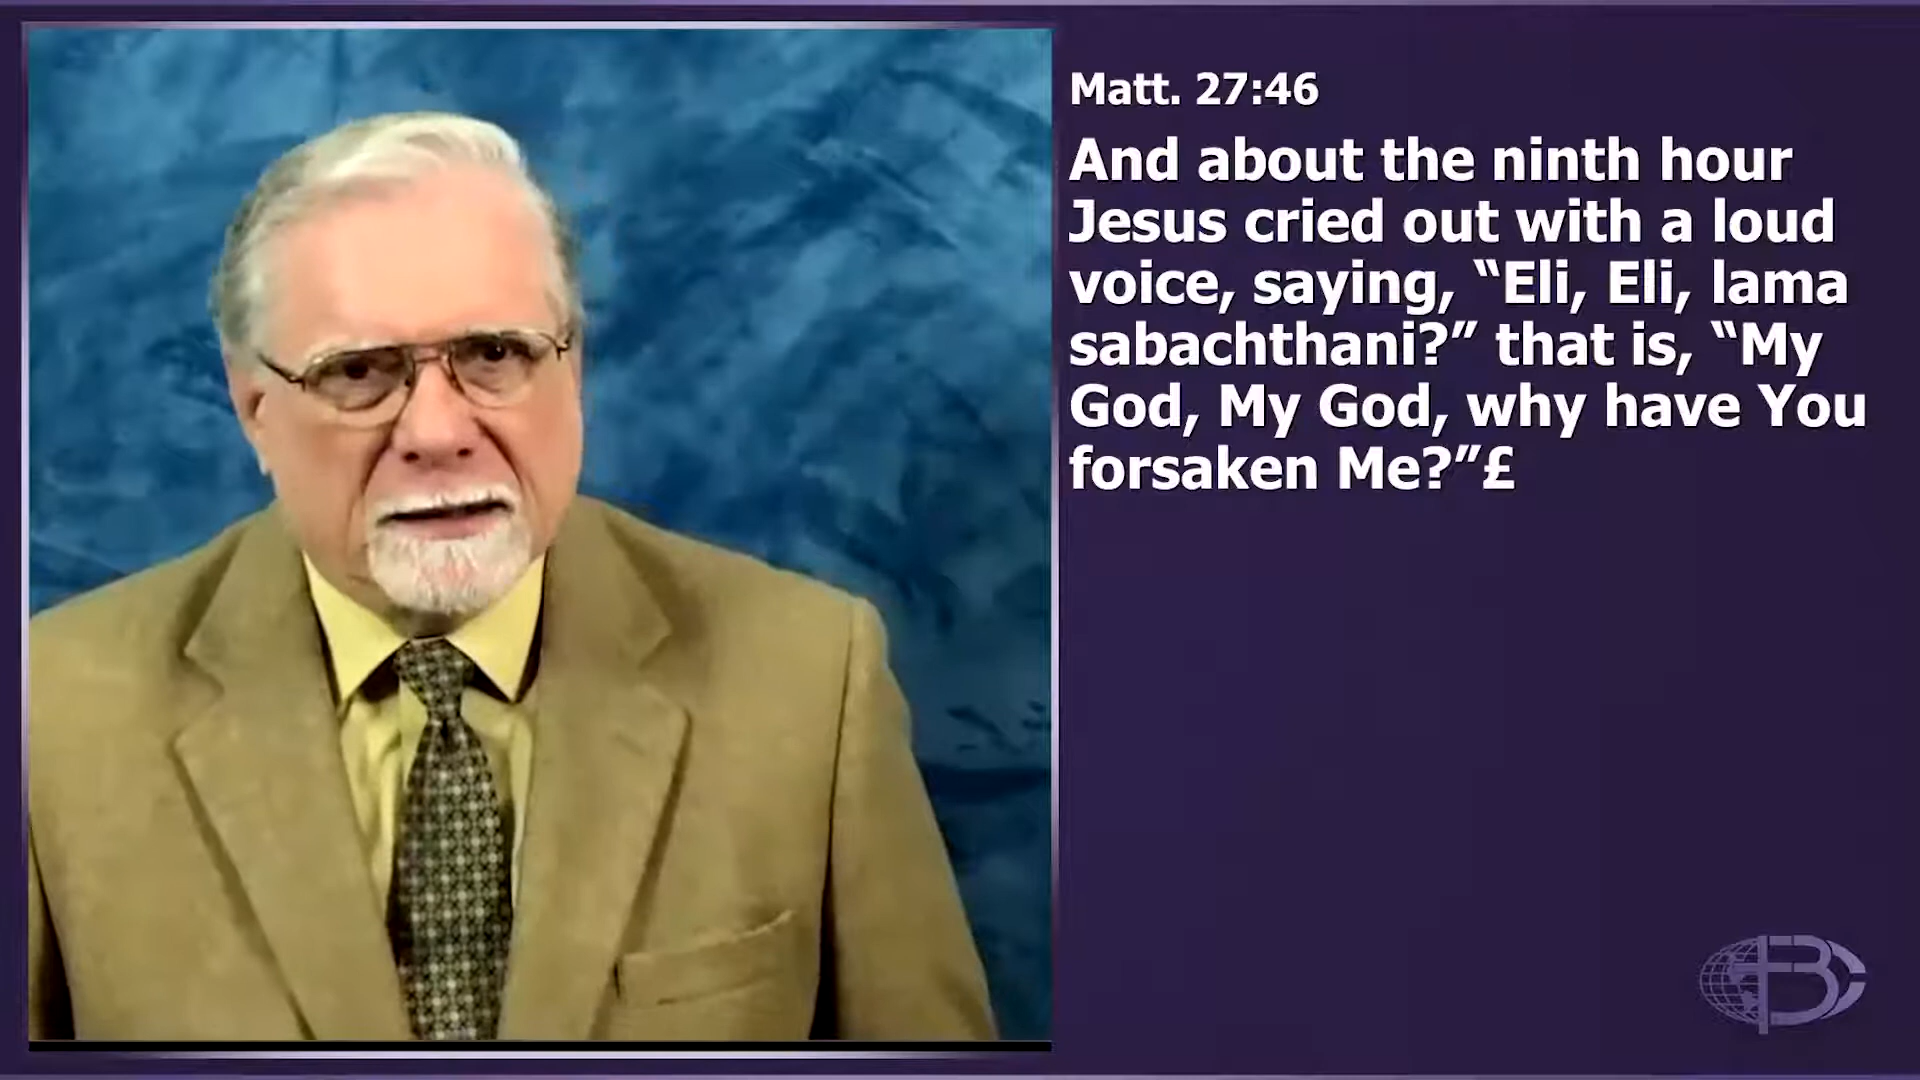 Matt. 27:46
And about the ninth hour
Jesus cried out with a loud
voice, saying, “Eli, Eli, lama
sabachthani?” that is, “My
God, My God, why have You
forsaken Me?”£
FBC